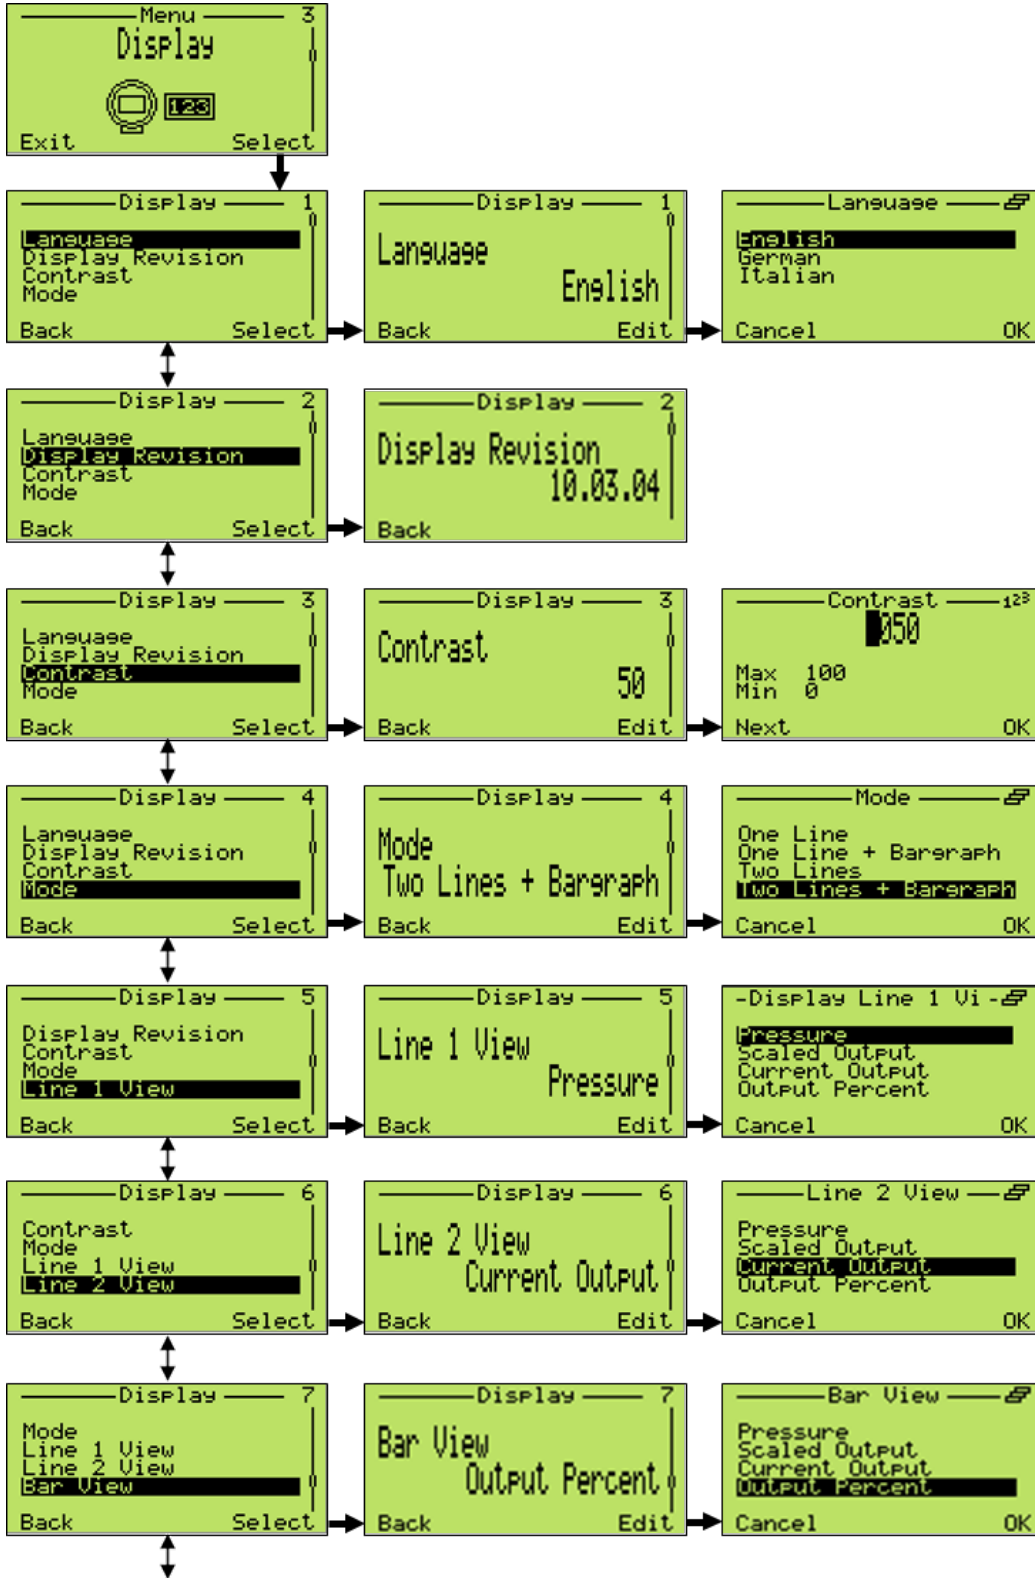 Menu 3
Display
123
Exit Select
Display 1
Language
Display Revision
Contrast
Mode
Back Select
Display 1
Language
English
Back Edit
Language
English
German
Italian
Cancel OK
Display 2
Language
Display Revision
Contrast
Mode
Back Select
Display 2
Display Revision
10.03.04
Back
Display 3
Language
Display Revision
Contrast
Mode
Back Select
Display 3
Contrast
50
Back Edit
Contrast 123
050
Max 100
Min 0
Next OK
Display 4
Language
Display Revision
Contrast
Mode
Back Select
Display 4
Mode
Two Lines + Bargraph
Back Edit
Mode
One Line
One Line + Bargraph
Two Lines
Two Lines + Bargraph
Cancel OK
Display 5
Display Revision
Contrast
Mode
Line 1 View
Back Select
Display 5
Line 1 View
Pressure
Back Edit
-Display Line 1 Vi-
Pressure
Scaled Output
Current Output
Output Percent
Cancel OK
Display 6
Contrast
Mode
Line 1 View
Line 2 View
Back Select
Display 6
Line 2 View
Current Output
Back Edit
Line 2 View
Pressure
Scaled Output
Current Output
Output Percent
Cancel OK
Display 7
Mode
Line 1 View
Line 2 View
Bar View
Back Select
Display 7
Bar View
Output Percent
Back Edit
Bar View
Pressure
Scaled Output
Current Output
Output Percent
Cancel OK